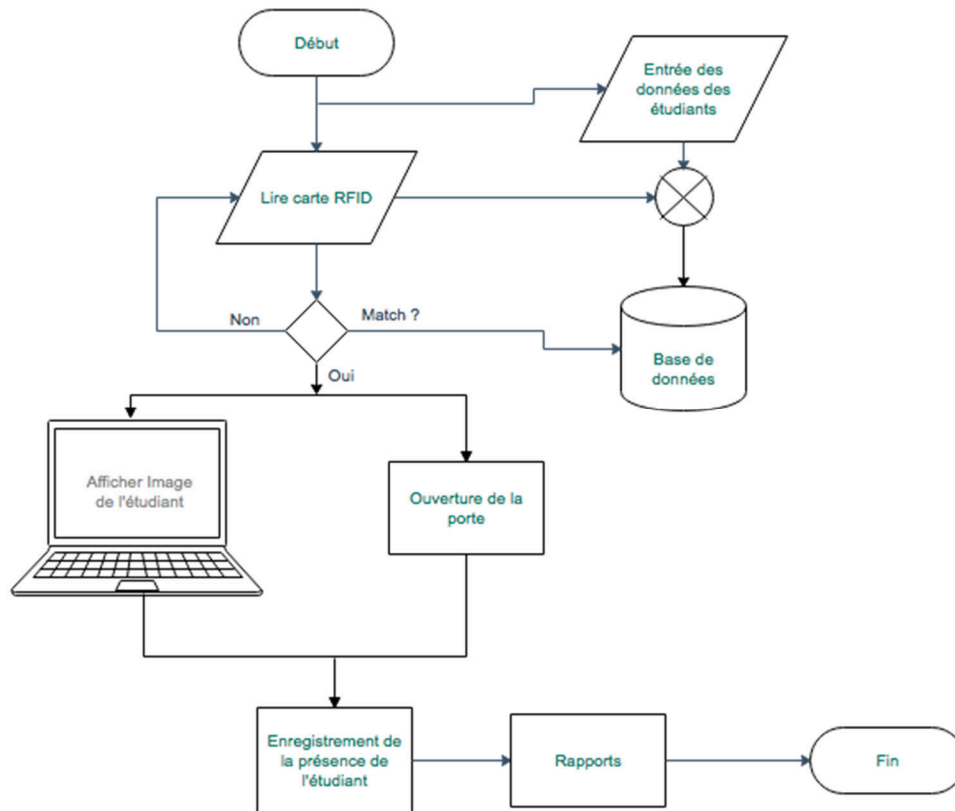 Début
Entrée des
données des
étudiants
Lire carte RFID
Non
Match ?
Base de
données
Oui
Afficher Image
de l'étudiant
Ouverture de la
porte
Enregistrement de
la présence de
l'étudiant
Rapports
Fin